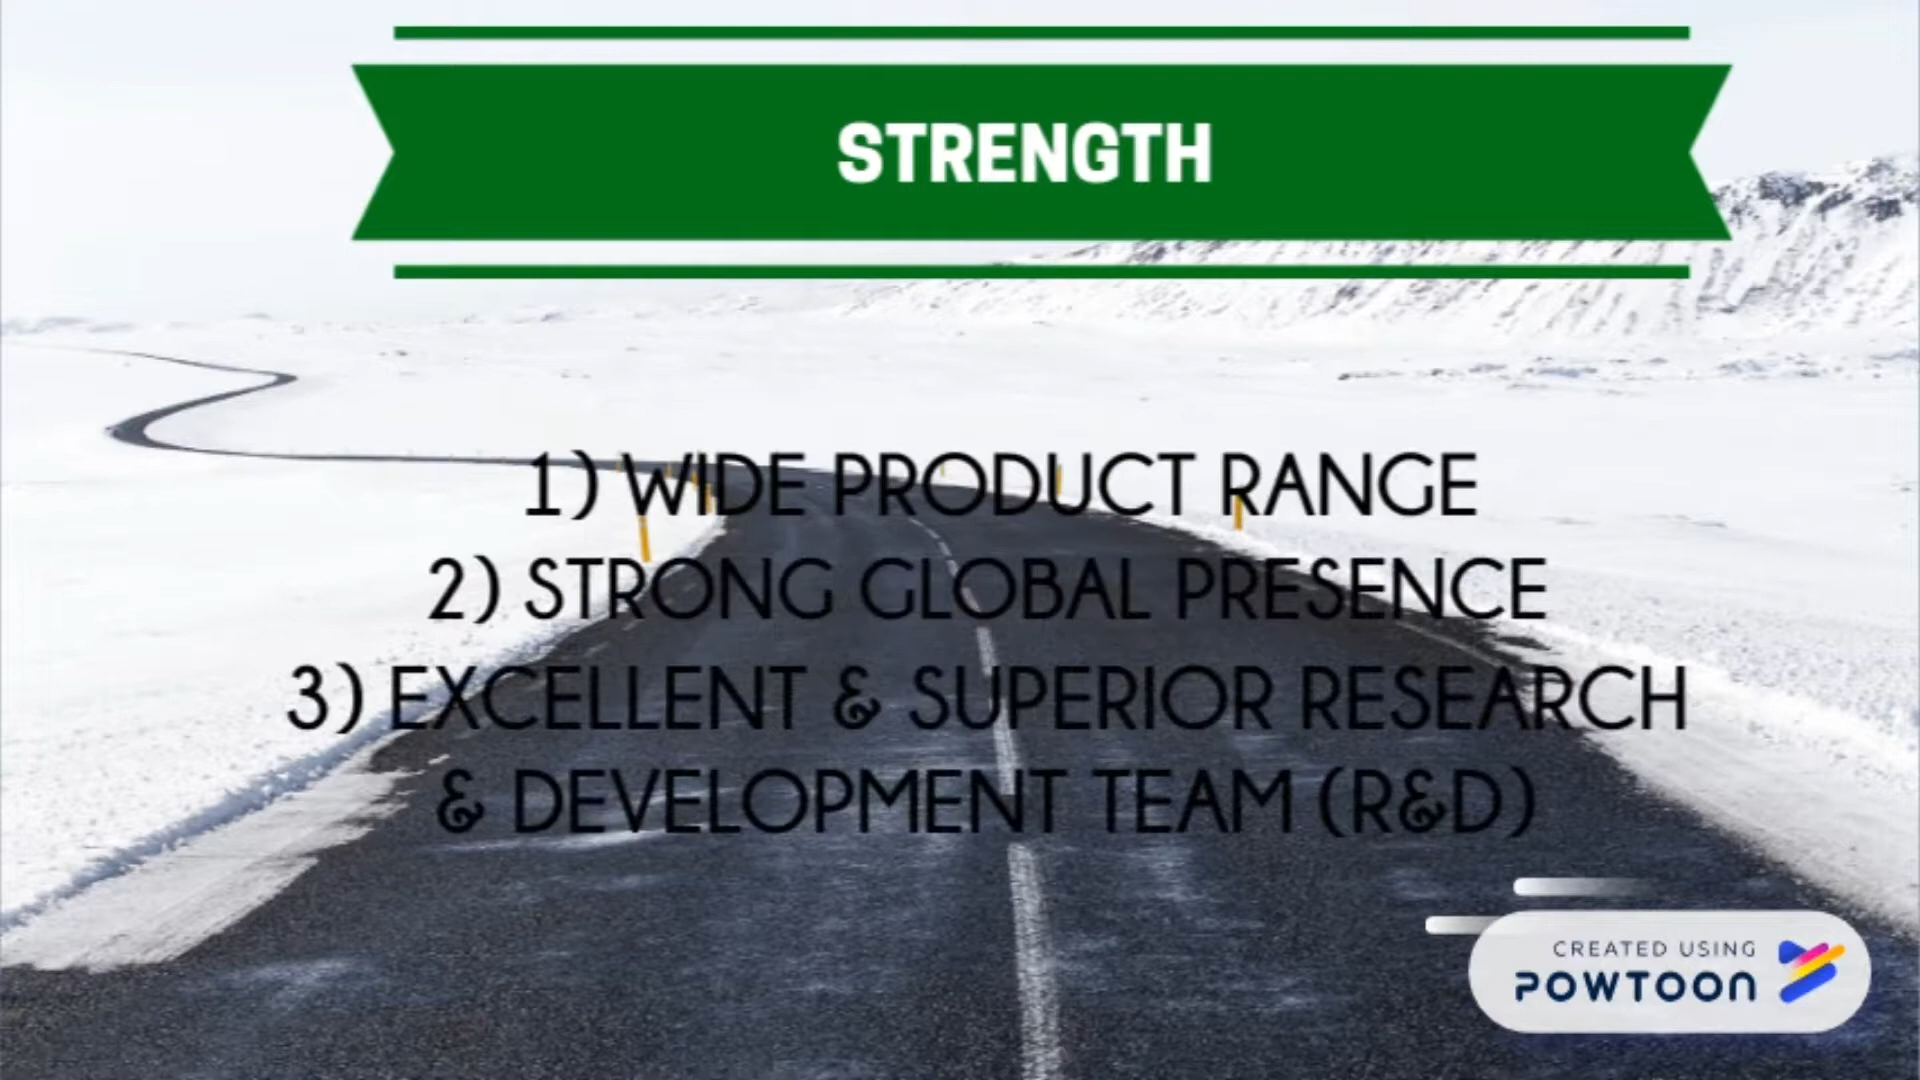 STRENGTH
1) WIDE PRODUCT RANGE
2) STRONG GLOBAL PRESENCE
3) EXCELLENT & SUPERIOR RESEARCH
& DEVELOPMENT TEAM (R&D)
CREATED USING
POWTOON